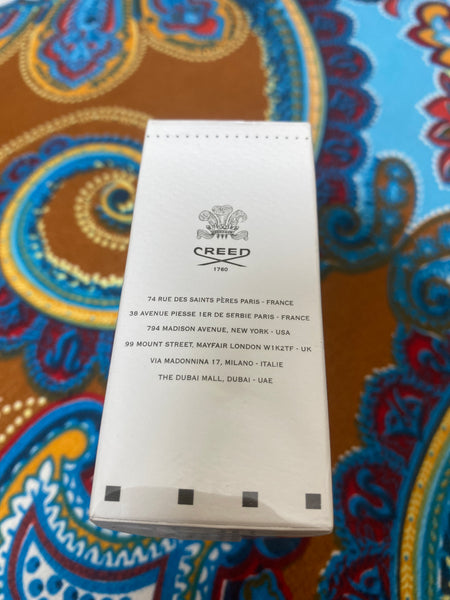 CREED
1760
74 RUE DES SAINTS PÈRES PARIS - FRANCE
38 AVENUE PIESSE 1ER DE SERBIE PARIS - FRANCE
794 MADISON AVENUE, NEW YORK - USA
99 MOUNT STREET, MAYFAIR LONDON W1K2TF - UK
VIA MADONNINA 17, MILANO - ITALIE
THE DUBAI MALL, DUBAI - UAE